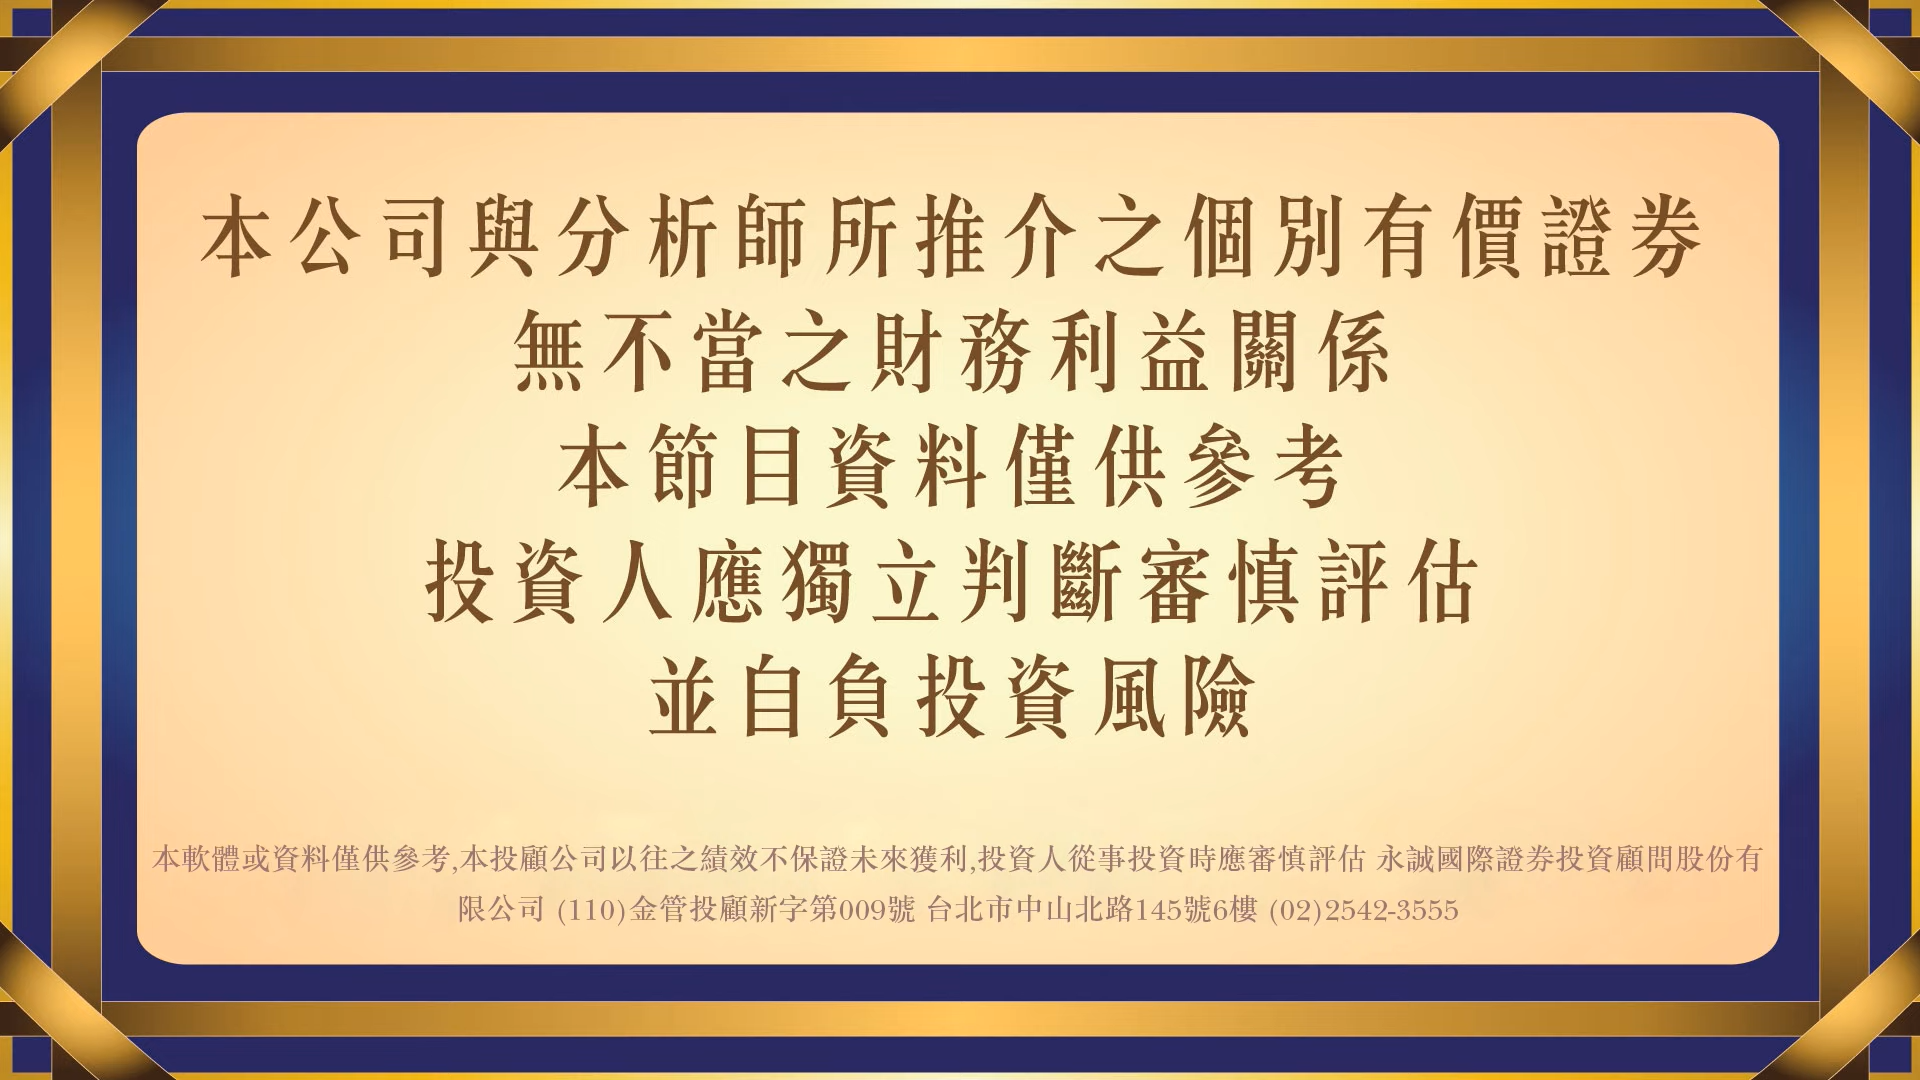 本公司與分析師所推介之個別有價證券
無不當之財務利益關係
本節目資料僅供參考
投資人應獨立判斷審慎評估
並自負投資風險
本軟體或資料僅供參考,本投顧公司以往之績效不保證未來獲利,投資人從事投資時應審慎評估 永誠國際證券投資顧問股份有
限公司 (110)金管投顧新字第009號 台北市中山北路145號6樓 (02)2542-3555